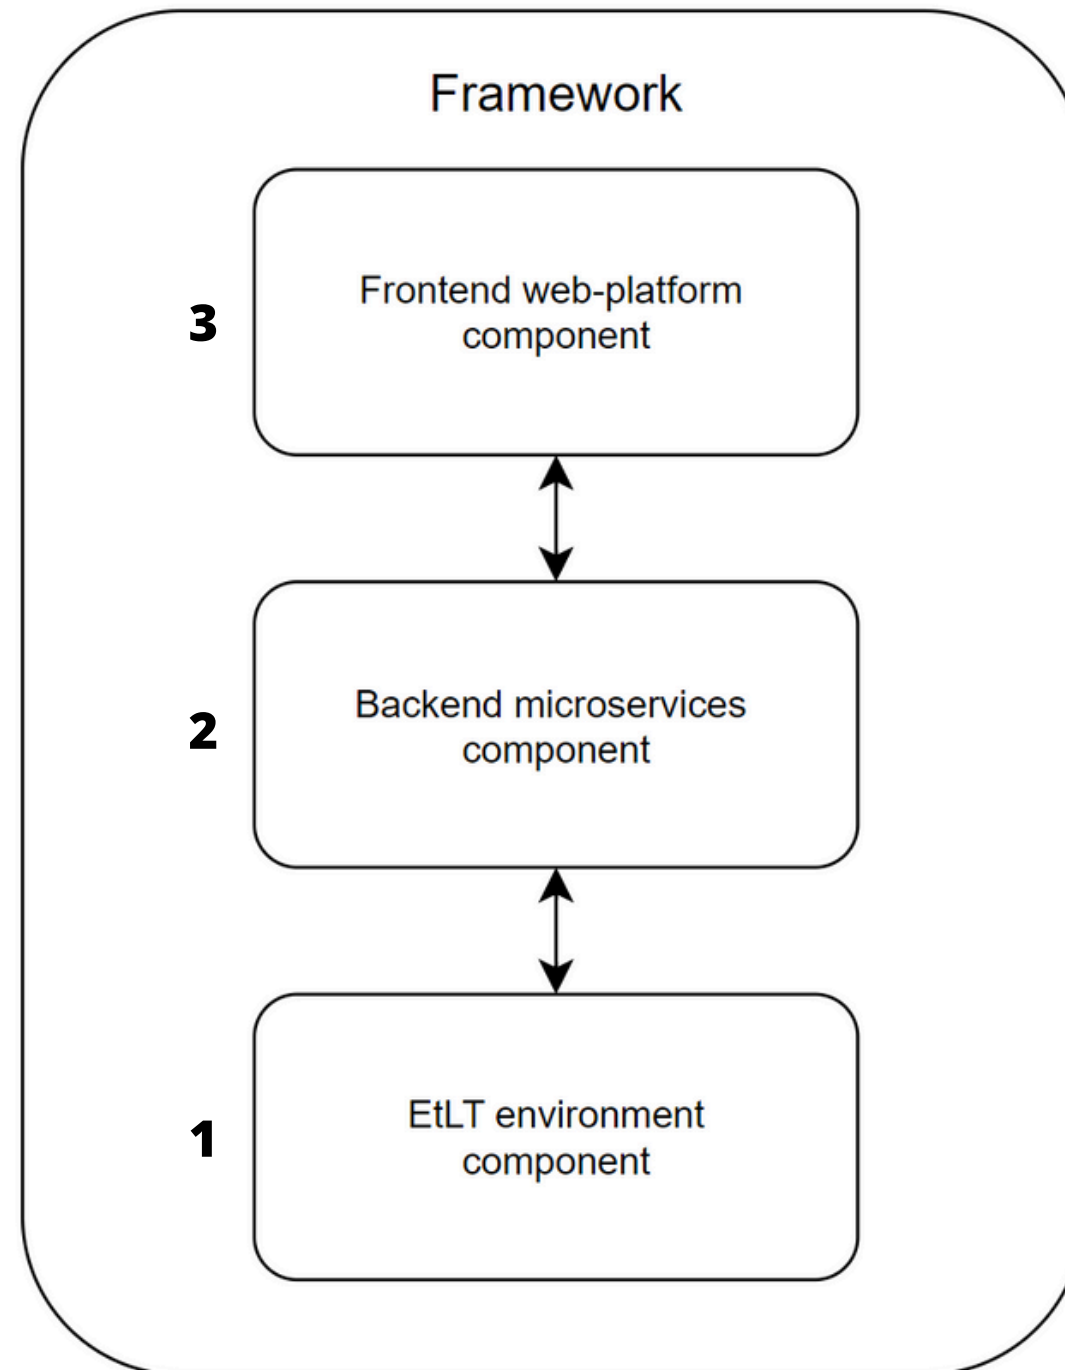 Framework
3
Frontend web-platform
component
2
Backend microservices
component
1
EtLT environment
component